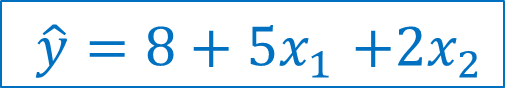 ŷ = 8 + 5x₁ +2x₂